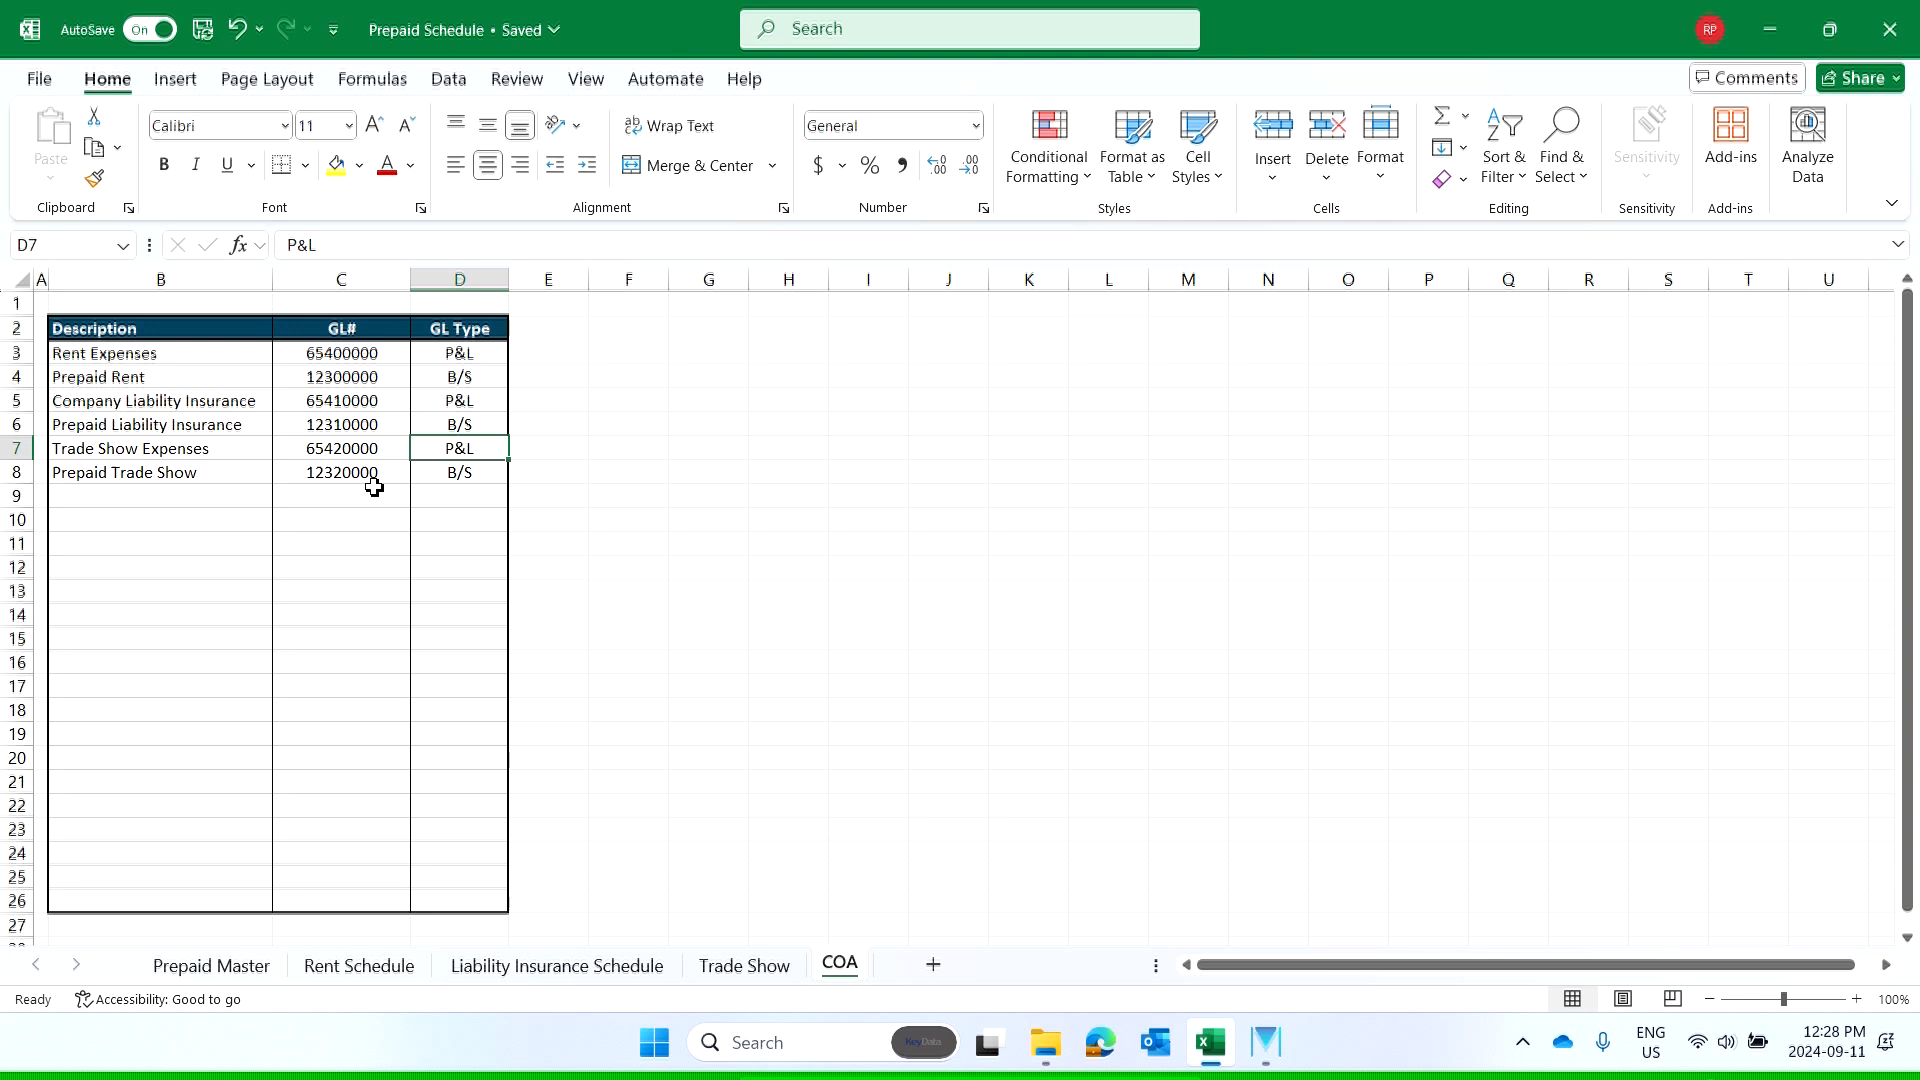 AutoSave On Prepaid Schedule • Saved Search RP
File Home Insert Page Layout Formulas Data Review View Automate Help Comments Share
Paste Calibri 11 Wrap Text General Conditional Formatting Format as Table Cell Styles Insert Delete Format Sort & Filter Find & Select Sensitivity Add-ins Analyze Data
B I U A Merge & Center $ %
Clipboard Font Alignment Number Styles Cells Editing Sensitivity Add-ins
D7 fx P&L
A B C D E F G H I J K L M N O P Q R S T U
1
2 Description GL# GL Type
3 Rent Expenses 65400000 P&L
4 Prepaid Rent 12300000 B/S
5 Company Liability Insurance 65410000 P&L
6 Prepaid Liability Insurance 12310000 B/S
7 Trade Show Expenses 65420000 P&L
8 Prepaid Trade Show 12320000 B/S
9
10
11
12
13
14
15
16
17
18
19
20
21
22
23
24
25
26
27
Prepaid Master Rent Schedule Liability Insurance Schedule Trade Show COA
Ready Accessibility: Good to go 100%
Search KeyData ENG 12:28 PM
US 2024-09-11